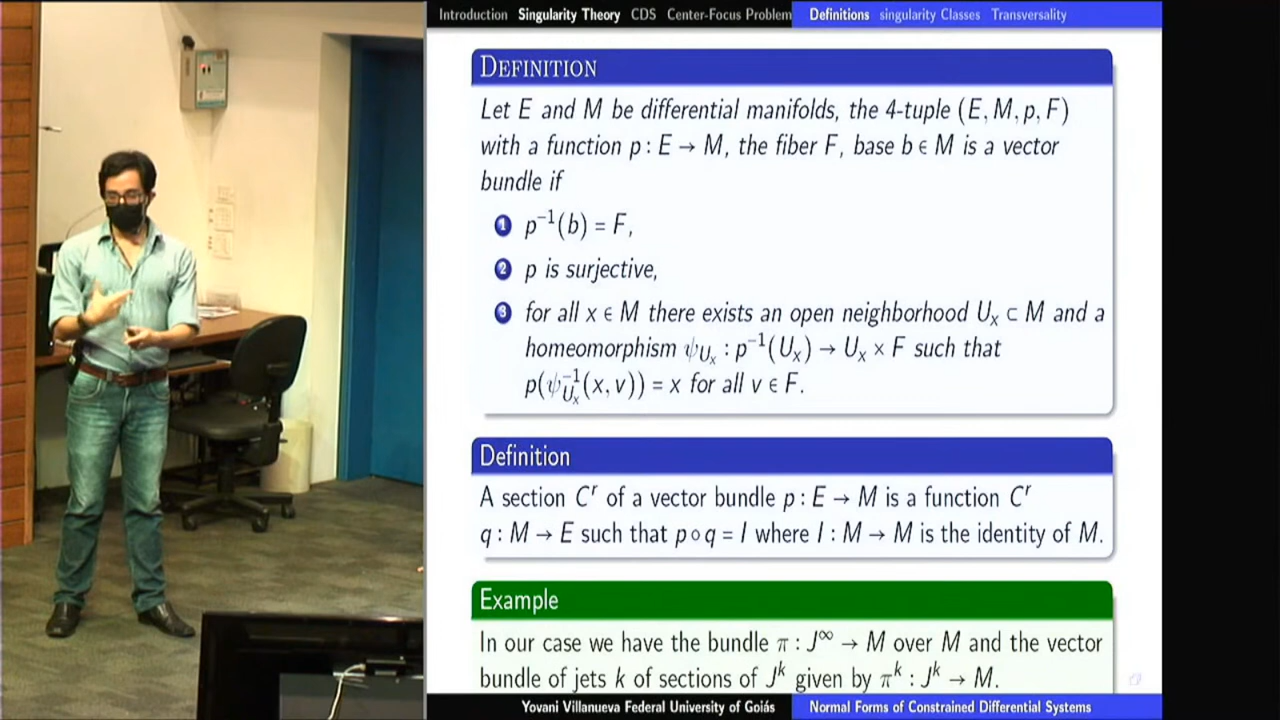 Introduction Singularity Theory CDS Center-Focus Problem Definitions singularity Classes Transversality
DEFINITION
Let E and M be differential manifolds, the 4-tuple (E, M, p, F)
with a function p : E → M, the fiber F, base b ∈ M is a vector
bundle if
1 p⁻¹(b) = F,
2 p is surjective,
3 for all x ∈ M there exists an open neighborhood Uₓ ⊂ M and a
homeomorphism ψ_{Uₓ} : p⁻¹(Uₓ) → Uₓ × F such that
p(ψ⁻¹_{Uₓ}(x, v)) = x for all v ∈ F.
Definition
A section Cʳ of a vector bundle p : E → M is a function Cʳ
q : M → E such that p ∘ q = I where I : M → M is the identity of M.
Example
In our case we have the bundle π : J^∞ → M over M and the vector
bundle of jets k of sections of Jᵏ given by πᵏ : Jᵏ → M.
Yovani Villanueva Federal University of Goiás Normal Forms of Constrained Differential Systems